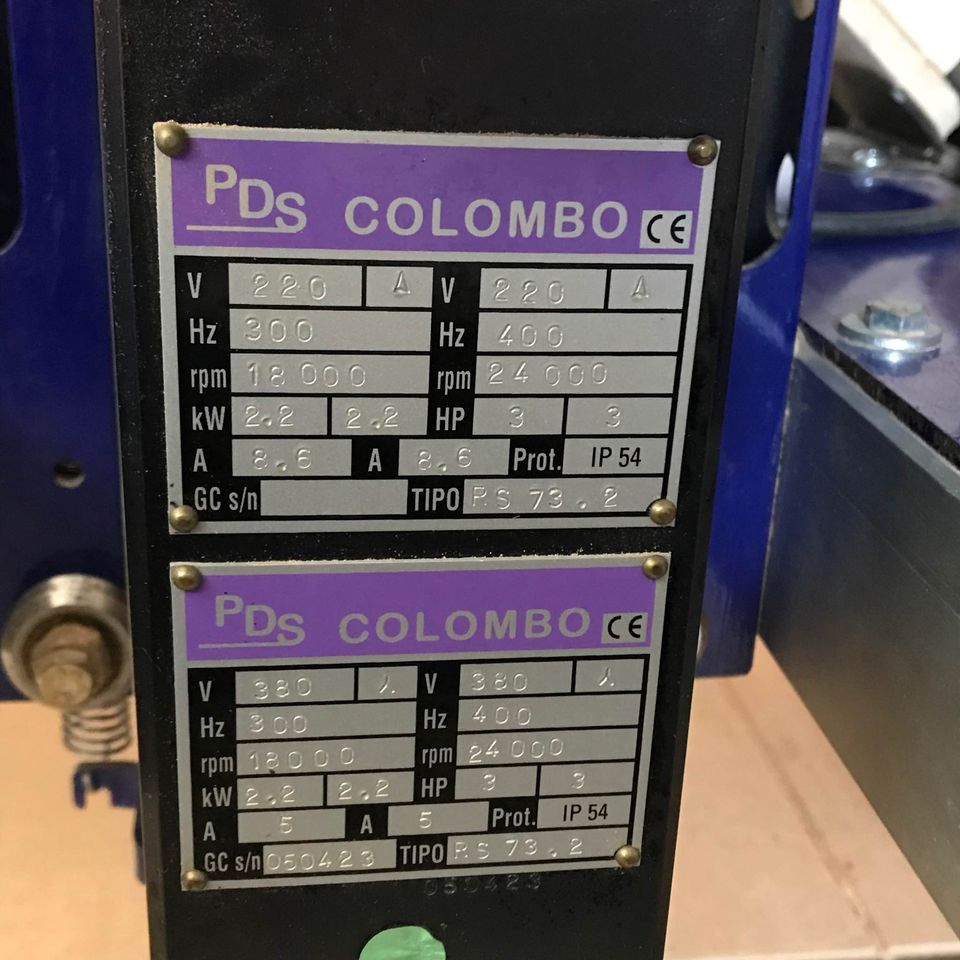 PDS COLOMBO CE
V 220 Δ V 220 Δ
Hz 300 Hz 400
rpm 18 000 rpm 24 000
kW 2.2 2.2 HP 3 3
A 8.6 A 8.6 Prot. IP 54
GC s/n TIPO RS 73.2
PDS COLOMBO CE
V 380 ⅄ V 380 ⅄
Hz 300 Hz 400
rpm 18000 rpm 24000
kW 2.2 2.2 HP 3 3
A 5 A 5 Prot. IP 54
GC s/n 050423 TIPO RS 73.2
050423